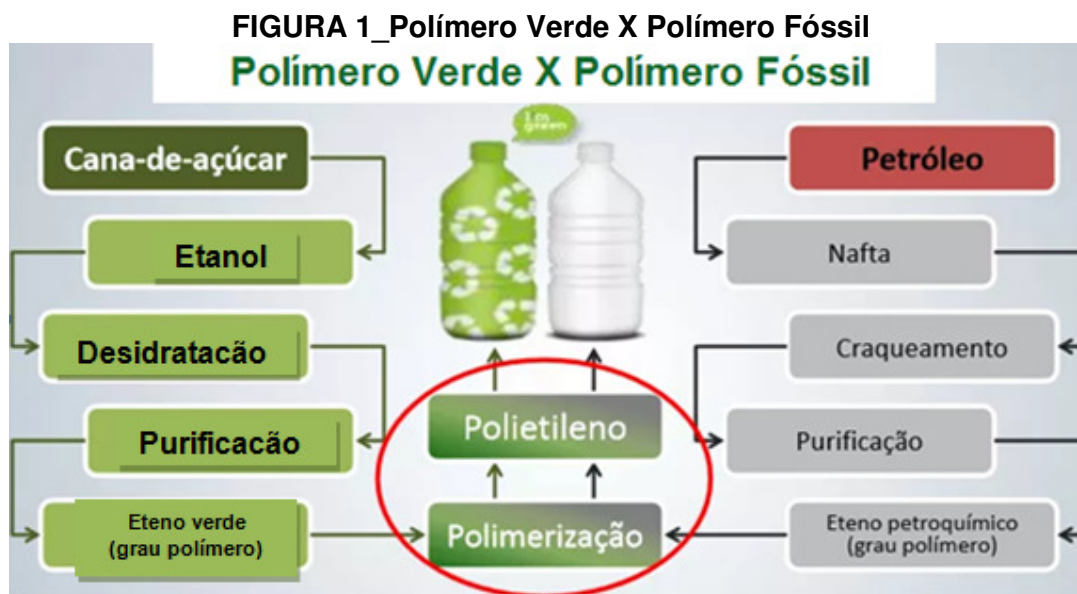 FIGURA 1_Polímero Verde X Polímero Fóssil
Polímero Verde X Polímero Fóssil
I'm
green
Cana-de-açúcar
Etanol
Desidratacão
Purificacão
Eteno verde
(grau polímero)
Polietileno
Polimerização
Petróleo
Nafta
Craqueamento
Purificação
Eteno petroquímico
(grau polímero)